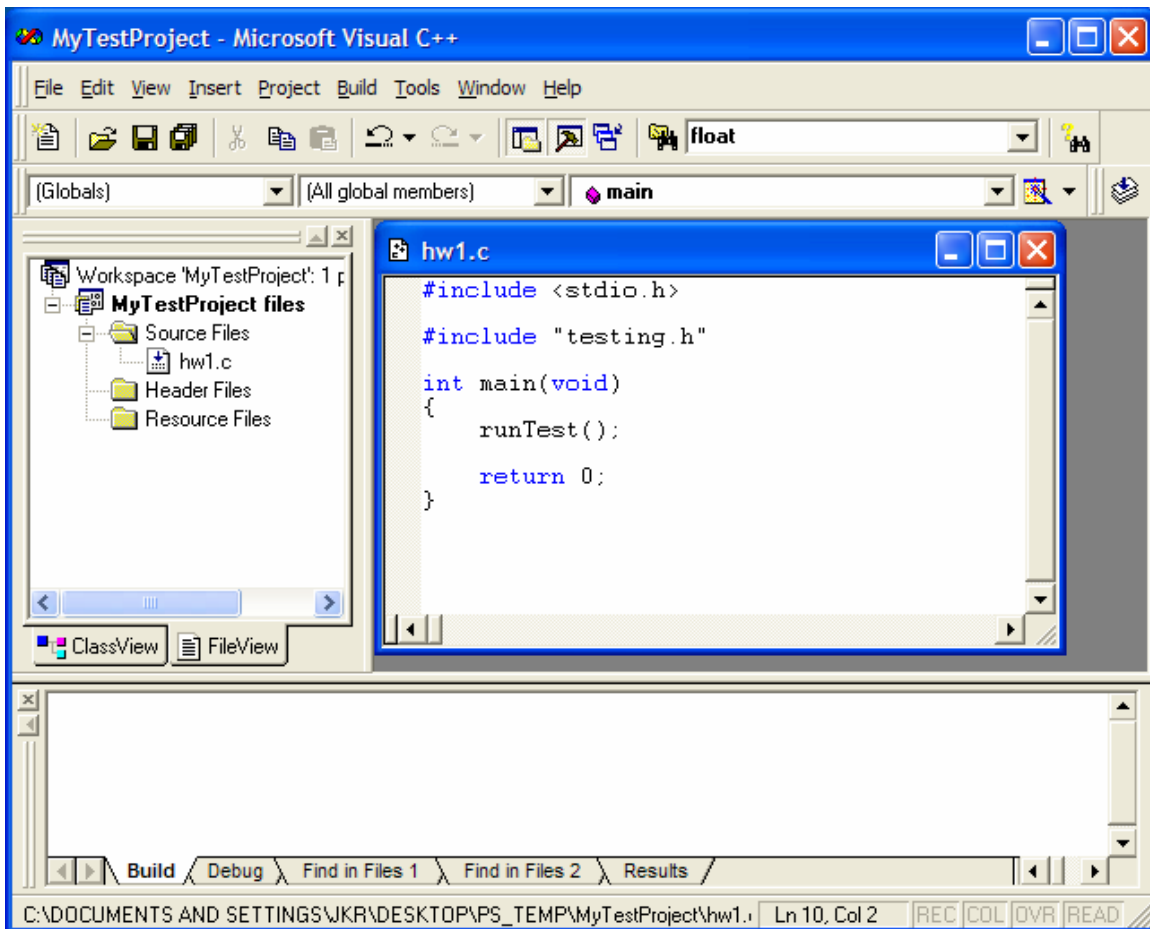 MyTestProject - Microsoft Visual C++
File Edit View Insert Project Build Tools Window Help
float
(Globals) (All global members) main
Workspace 'MyTestProject': 1 p
MyTestProject files
Source Files
hw1.c
Header Files
Resource Files
ClassView FileView
hw1.c
#include <stdio.h>
#include "testing.h"
int main(void)
{
runTest();
return 0;
}
Build Debug Find in Files 1 Find in Files 2 Results
C:\DOCUMENTS AND SETTINGS\JKR\DESKTOP\PS_TEMP\MyTestProject\hw1. Ln 10, Col 2 REC COL OVR READ